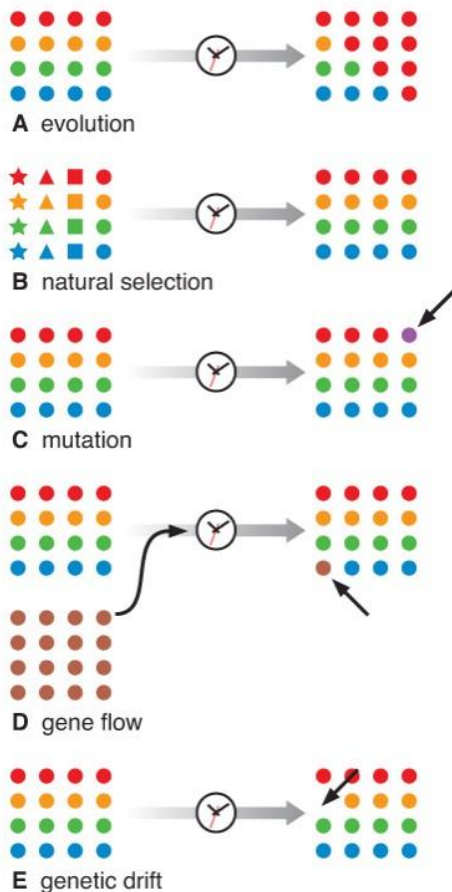 A evolution
B natural selection
C mutation
D gene flow
E genetic drift